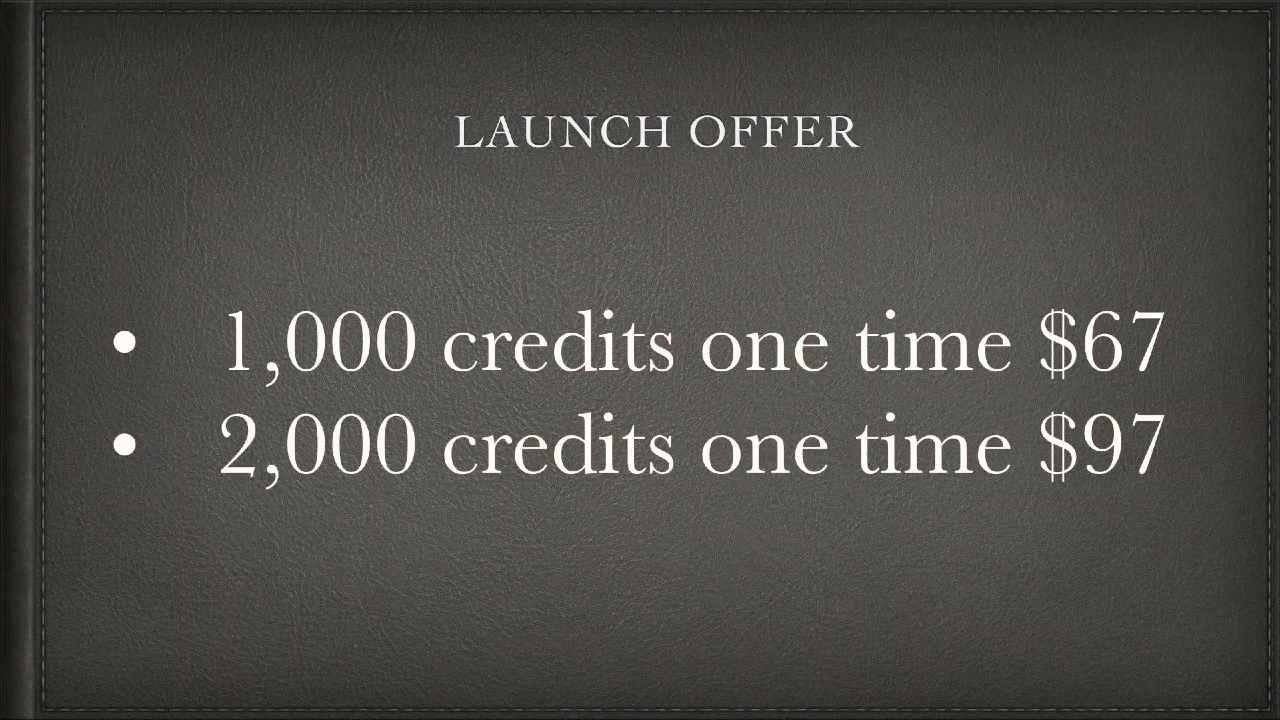 LAUNCH OFFER
• 1,000 credits one time $67
• 2,000 credits one time $97